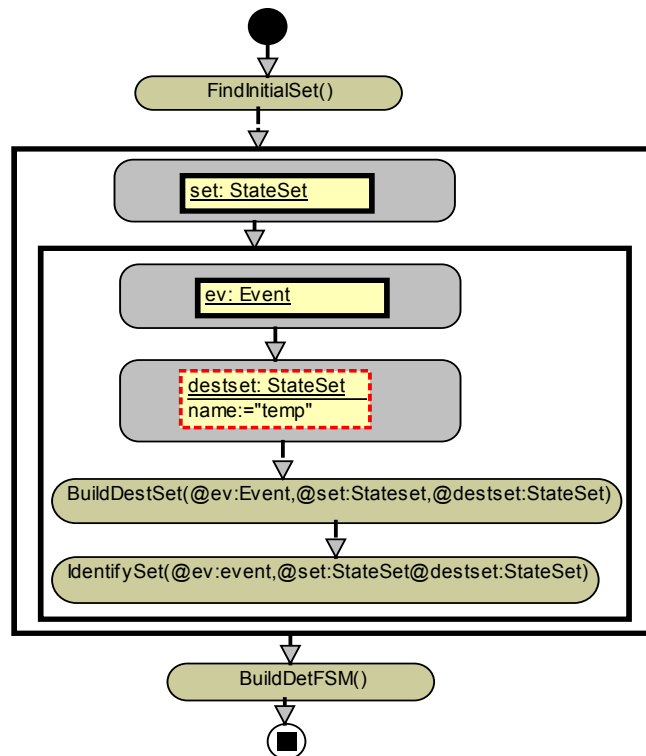 FindInitialSet()
set: StateSet
ev: Event
destset: StateSet
name:="temp"
BuildDestSet(@ev:Event,@set:Stateset,@destset:StateSet)
IdentifySet(@ev:event,@set:StateSet@destset:StateSet)
BuildDetFSM()